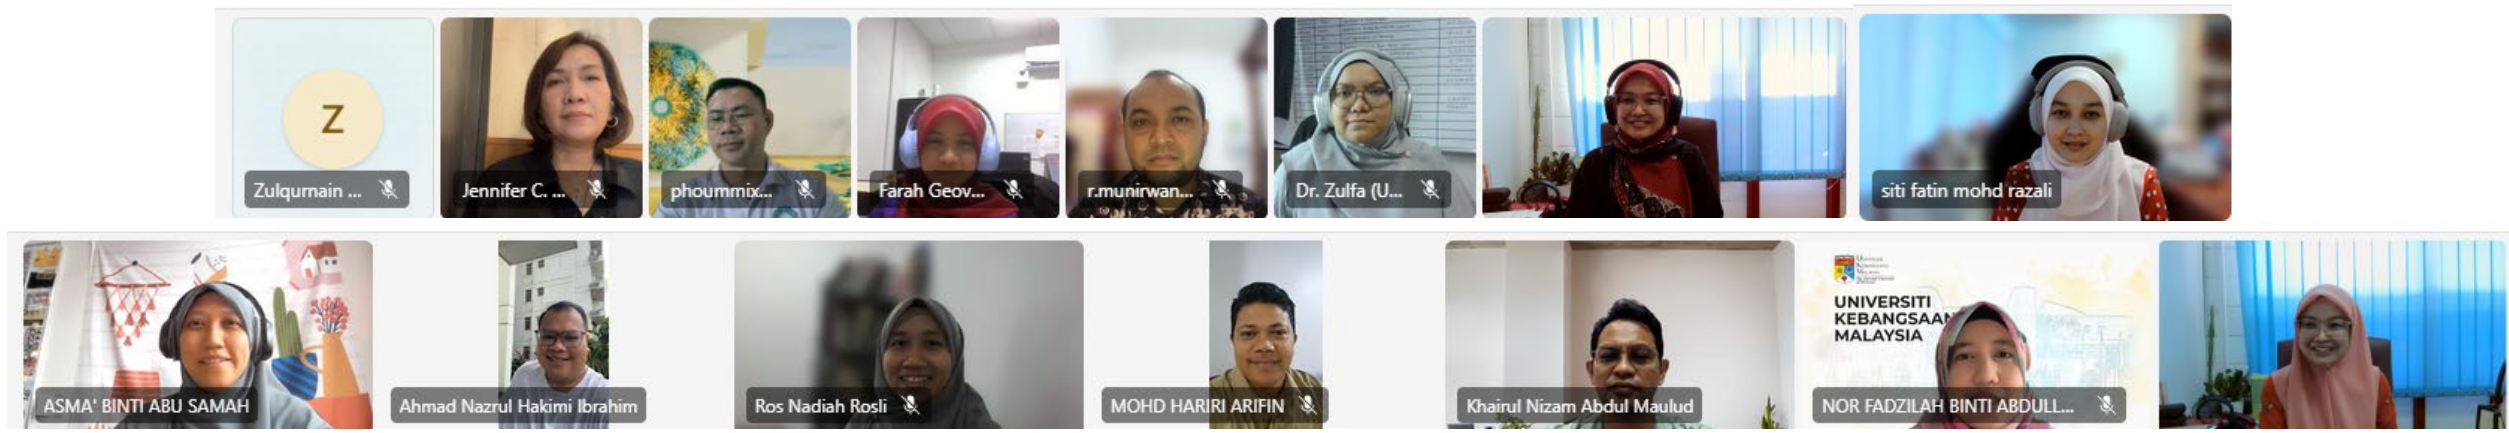 Z
Zulqurnain ...
Jennifer C. ...
phoummix...
Farah Geov...
r.munirwan...
Dr. Zulfa (U...
siti fatin mohd razali
ASMA' BINTI ABU SAMAH
Ahmad Nazrul Hakimi Ibrahim
Ros Nadiah Rosli
MOHD HARIRI ARIFIN
Khairul Nizam Abdul Maulud
UNIVERSITI
KEBANGSAAN
MALAYSIA
NOR FADZILAH BINTI ABDULL...